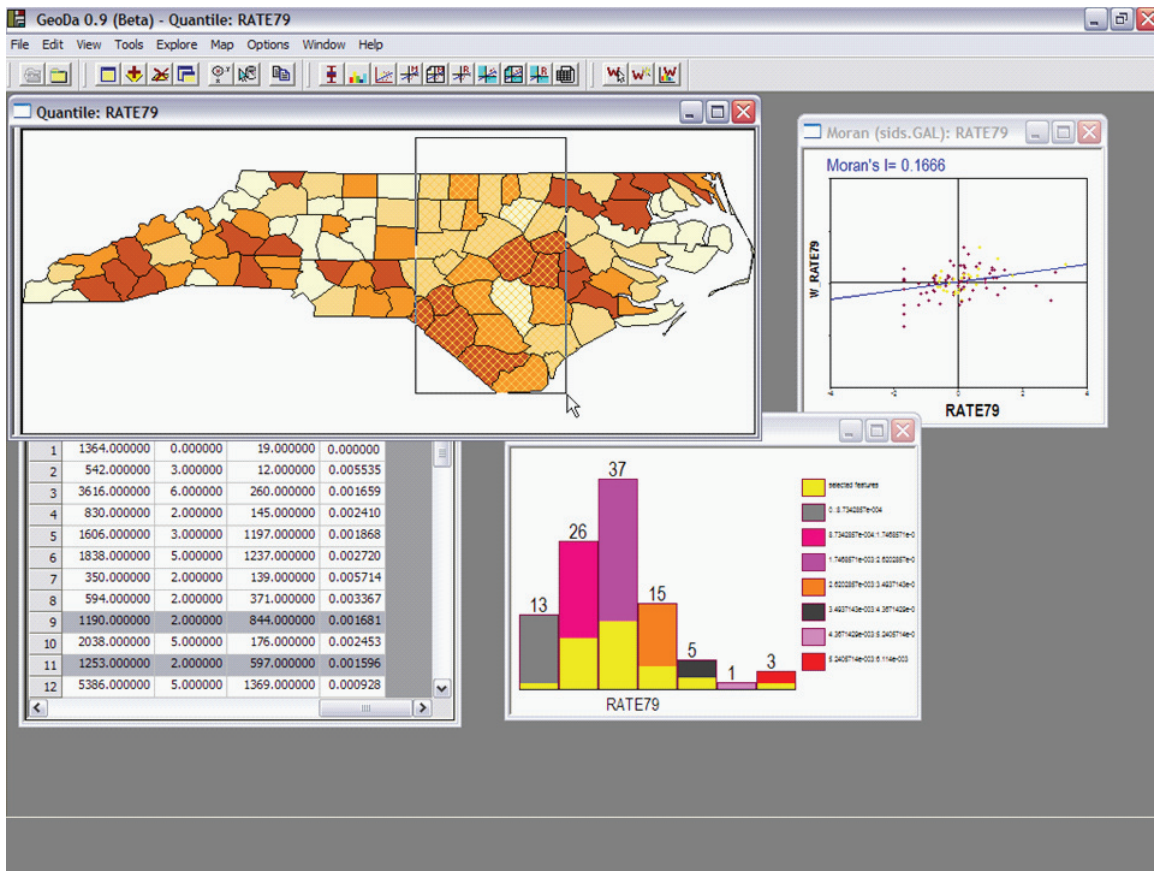 GeoDa 0.9 (Beta) - Quantile: RATE79
File Edit View Tools Explore Map Options Window Help
Quantile: RATE79
Moran (sids.GAL): RATE79
Moran's I= 0.1666
W_RATE79
-4 -2 0 2 4
RATE79
1 1364.000000 0.000000 19.000000 0.000000
2 542.000000 3.000000 12.000000 0.005535
3 3616.000000 6.000000 260.000000 0.001659
4 830.000000 2.000000 145.000000 0.002410
5 1606.000000 3.000000 1197.000000 0.001868
6 1838.000000 5.000000 1237.000000 0.002720
7 350.000000 2.000000 139.000000 0.005714
8 594.000000 2.000000 371.000000 0.003367
9 1190.000000 2.000000 844.000000 0.001681
10 2038.000000 5.000000 176.000000 0.002453
11 1253.000000 2.000000 597.000000 0.001596
12 5386.000000 5.000000 1369.000000 0.000928
13 26 37 15 5 1 3
RATE79
selected features